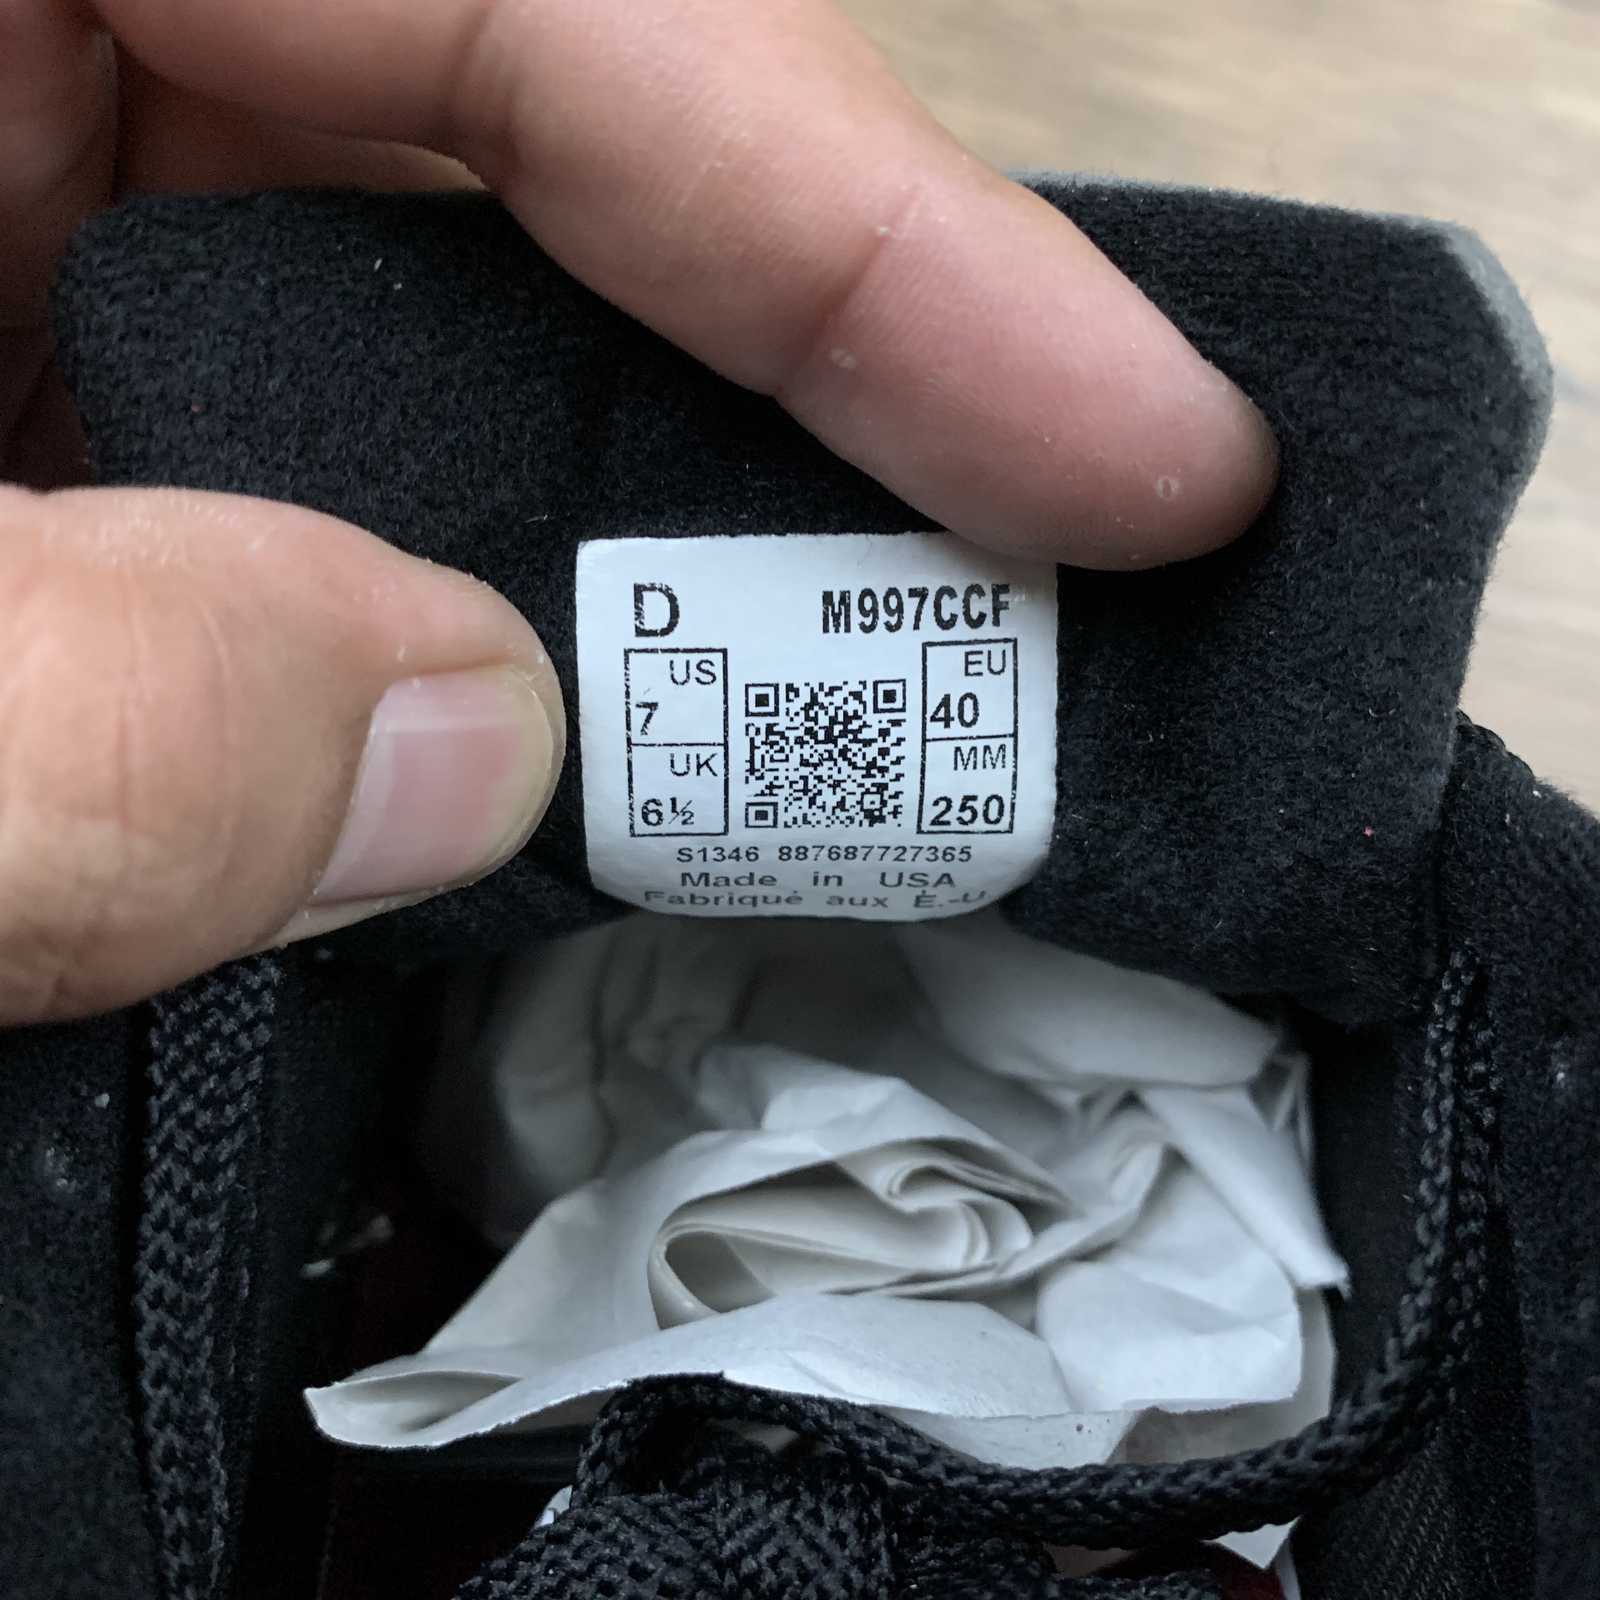 D M997CCF
US EU
7 40
UK MM
6½ 250
S1346 887687727365
Made in USA
Fabriqué aux É.-U